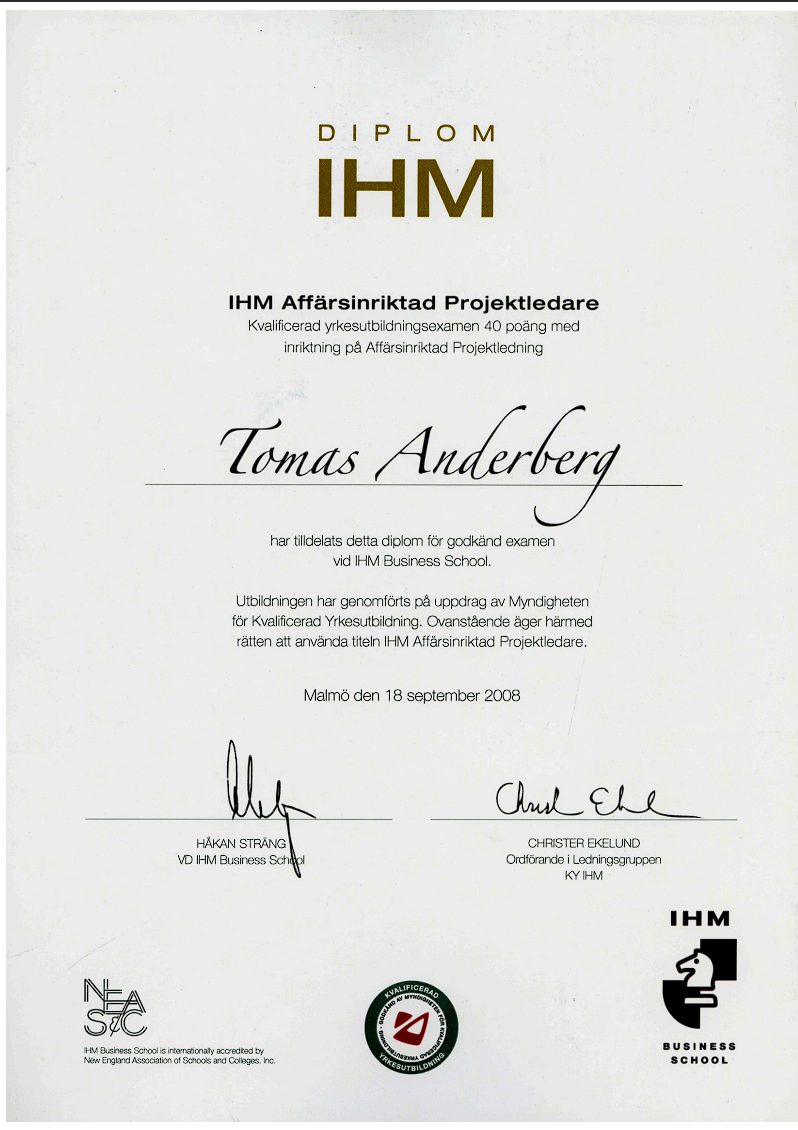 DIPLOM
IHM
IHM Affärsinriktad Projektledare
Kvalificerad yrkesutbildningsexamen 40 poäng med
inriktning på Affärsinriktad Projektledning
Tomas Anderberg
har tilldelats detta diplom för godkänd examen
vid IHM Business School.
Utbildningen har genomförts på uppdrag av Myndigheten
för Kvalificerad Yrkesutbildning. Ovanstående äger härmed
rätten att använda titeln IHM Affärsinriktad Projektledare.
Malmö den 18 september 2008
HÅKAN STRÄNG
VD IHM Business School
CHRISTER EKELUND
Ordförande i Ledningsgruppen
KY IHM
IHM
BUSINESS
SCHOOL
NEEA
S&C
IHM Business School is internationally accredited by
New England Association of Schools and Colleges, Inc.
KVALIFICERAD
YRKESUTBILDNING
GODKÄND AV MYNDIGHETEN FÖR KVALIFICERAD YRKESUTBILDNING